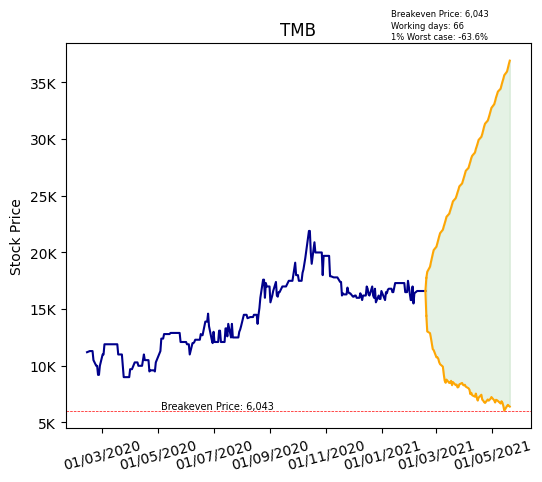 Breakeven Price: 6,043
Working days: 66
1% Worst case: -63.6%
TMB
Stock Price
35K
30K
25K
20K
15K
10K
5K
Breakeven Price: 6,043
01/03/2020
01/05/2020
01/07/2020
01/09/2020
01/11/2020
01/01/2021
01/03/2021
01/05/2021